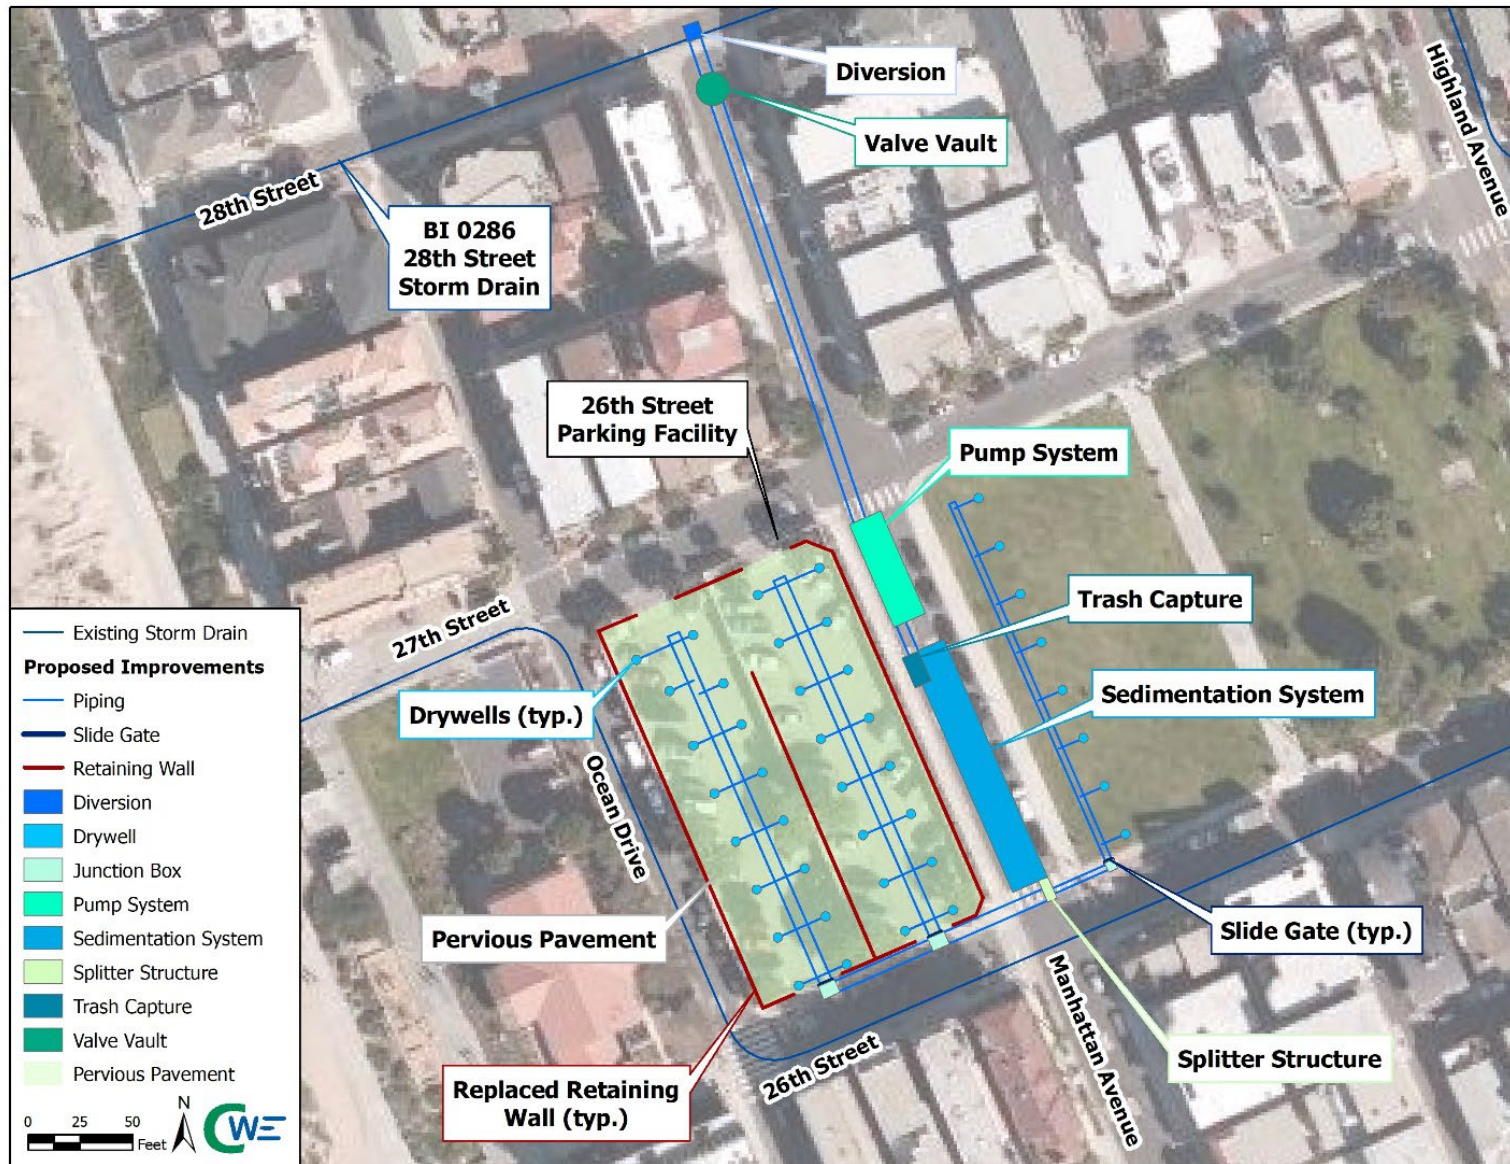 Diversion
Valve Vault
Highland Avenue
28th Street
BI 0286
28th Street
Storm Drain
26th Street
Parking Facility
Pump System
Trash Capture
Sedimentation System
27th Street
Drywells (typ.)
Ocean Drive
Pervious Pavement
Slide Gate (typ.)
Manhattan Avenue
Splitter Structure
26th Street
Replaced Retaining
Wall (typ.)
Existing Storm Drain
Proposed Improvements
Piping
Slide Gate
Retaining Wall
Diversion
Drywell
Junction Box
Pump System
Sedimentation System
Splitter Structure
Trash Capture
Valve Vault
Pervious Pavement
0 25 50
Feet
N
CWE